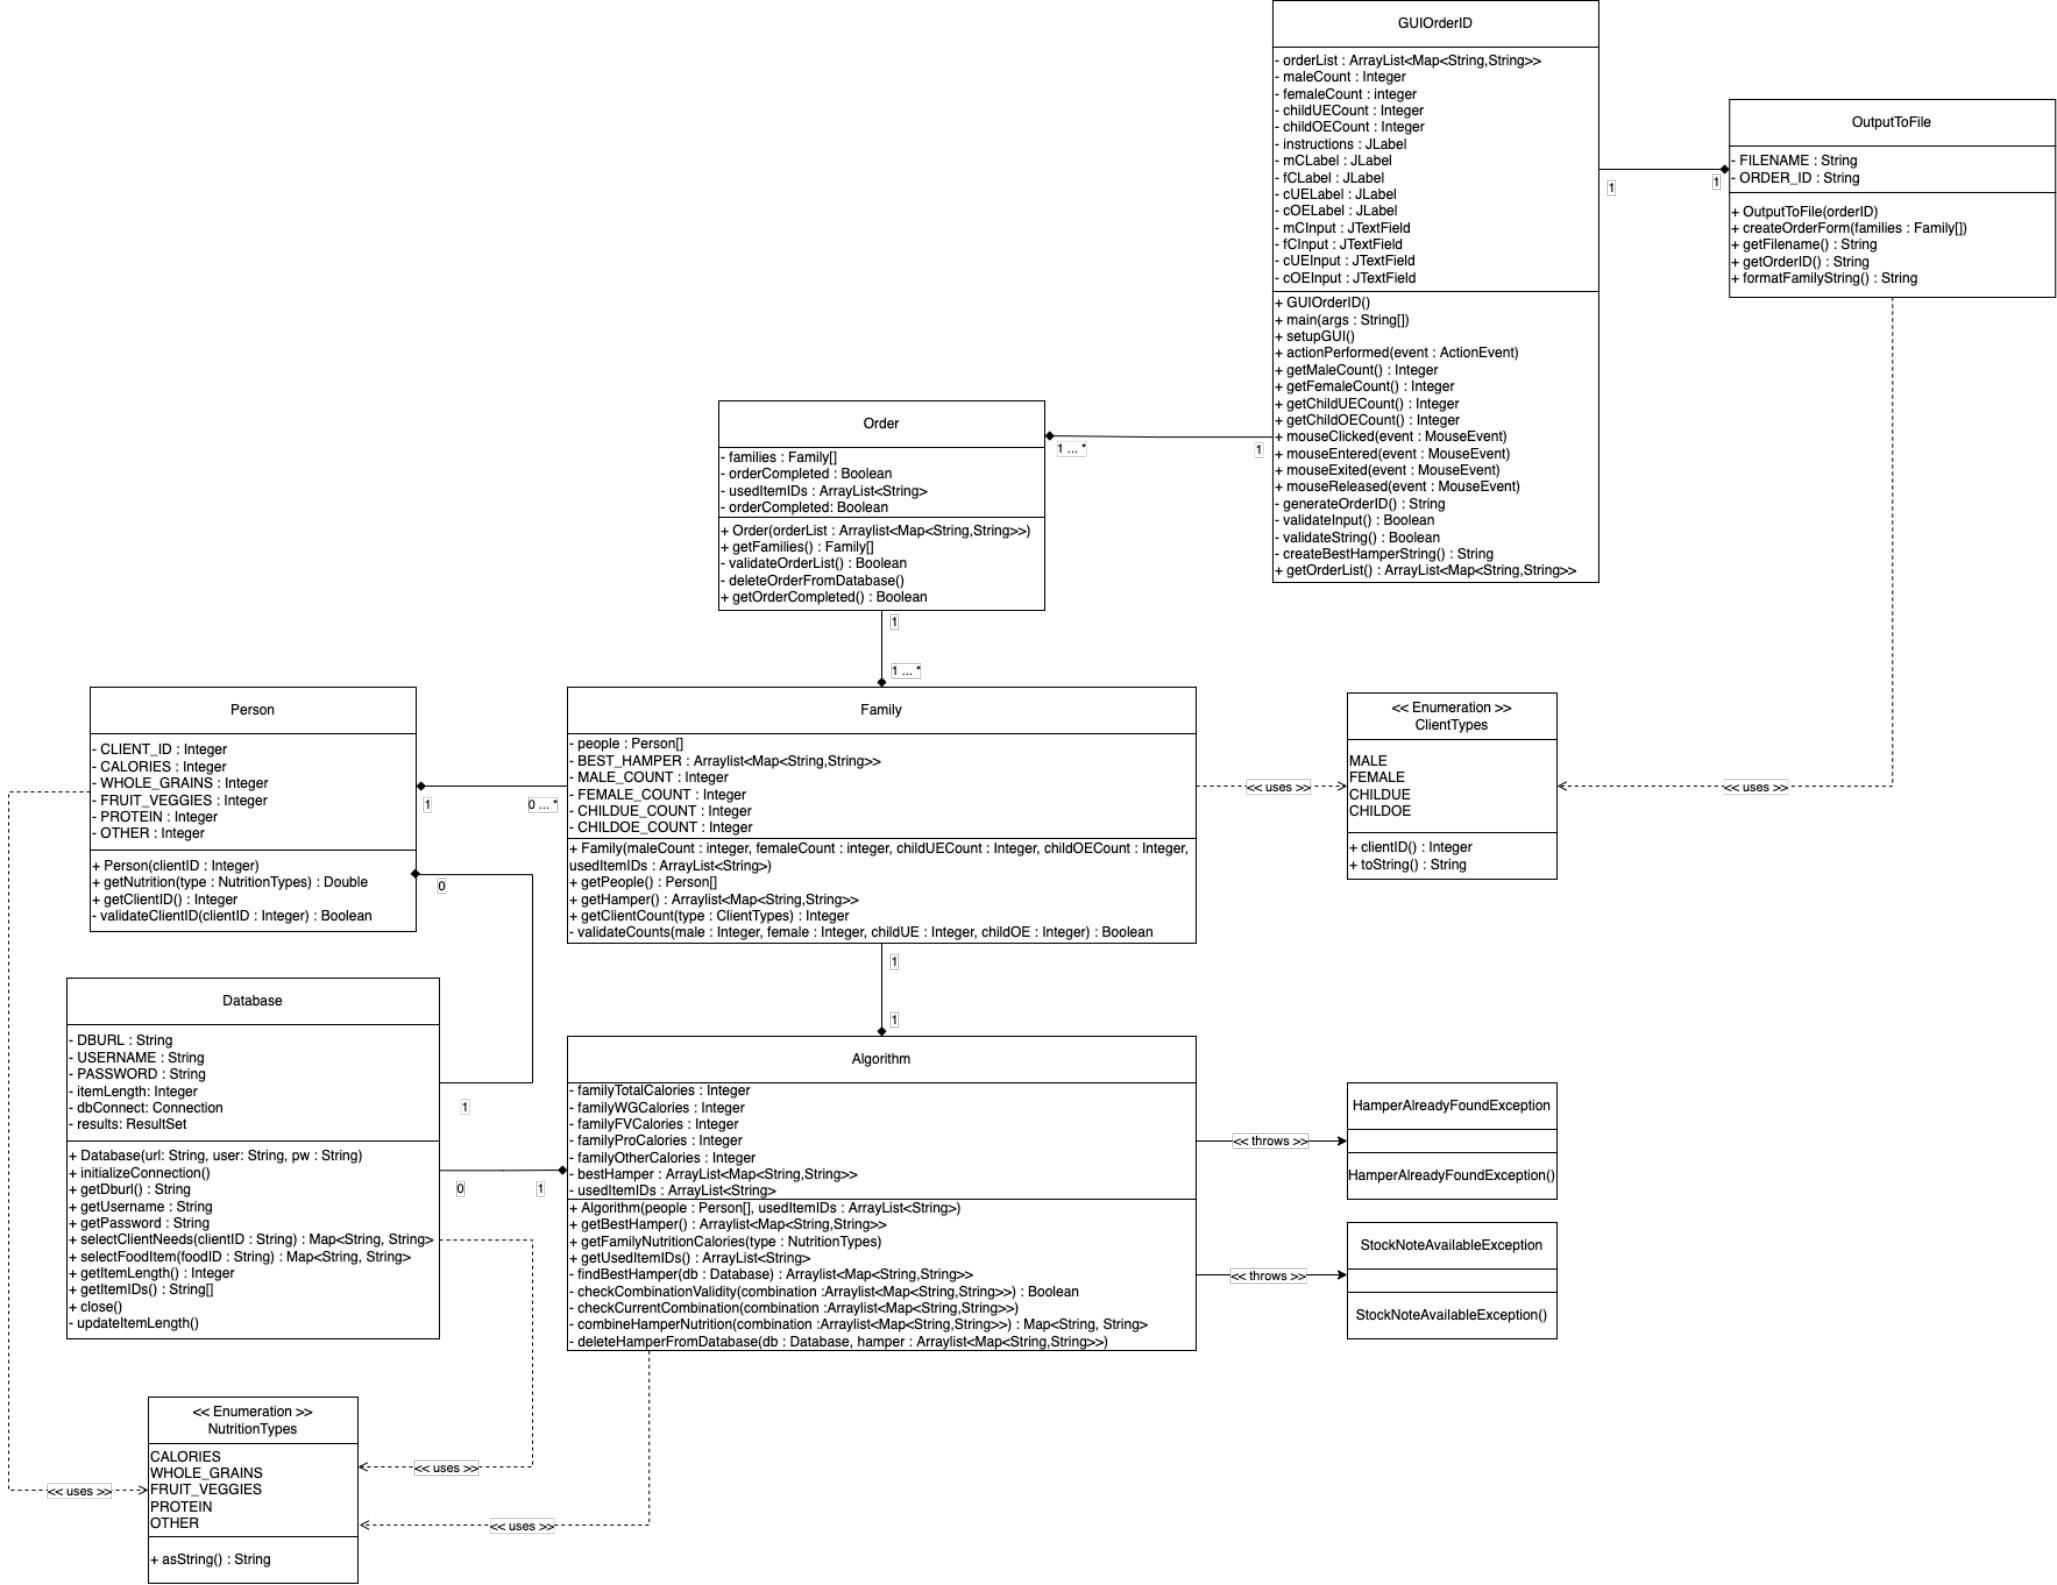 GUIOrderID
- orderList : ArrayList<Map<String,String>>
- maleCount : Integer
- femaleCount : integer
- childUECount : Integer
- childOECount : Integer
- instructions : JLabel
- mCLabel : JLabel
- fCLabel : JLabel
- cUELabel : JLabel
- cOELabel : JLabel
- mCInput : JTextField
- fCInput : JTextField
- cUEInput : JTextField
- cOEInput : JTextField
+ GUIOrderID()
+ main(args : String[])
+ setupGUI()
+ actionPerformed(event : ActionEvent)
+ getMaleCount() : Integer
+ getFemaleCount() : Integer
+ getChildUECount() : Integer
+ getChildOECount() : Integer
+ mouseClicked(event : MouseEvent)
+ mouseEntered(event : MouseEvent)
+ mouseExited(event : MouseEvent)
+ mouseReleased(event : MouseEvent)
- generateOrderID() : String
- validateInput() : Boolean
- validateString() : Boolean
- createBestHamperString() : String
+ getOrderList() : ArrayList<Map<String,String>>
1
1
OutputToFile
- FILENAME : String
- ORDER_ID : String
+ OutputToFile(orderID)
+ createOrderForm(families : Family[])
+ getFilename() : String
+ getOrderID() : String
+ formatFamilyString() : String
Order
- families : Family[]
- orderCompleted : Boolean
- usedItemIDs : ArrayList<String>
- orderCompleted: Boolean
+ Order(orderList : Arraylist<Map<String,String>>)
+ getFamilies() : Family[]
- validateOrderList() : Boolean
- deleteOrderFromDatabase()
+ getOrderCompleted() : Boolean
1 ... *
1
1
1 ... *
Person
- CLIENT_ID : Integer
- CALORIES : Integer
- WHOLE_GRAINS : Integer
- FRUIT_VEGGIES : Integer
- PROTEIN : Integer
- OTHER : Integer
+ Person(clientID : Integer)
+ getNutrition(type : NutritionTypes) : Double
+ getClientID() : Integer
- validateClientID(clientID : Integer) : Boolean
1
0 ... *
0
Family
- people : Person[]
- BEST_HAMPER : Arraylist<Map<String,String>>
- MALE_COUNT : Integer
- FEMALE_COUNT : Integer
- CHILDUE_COUNT : Integer
- CHILDOE_COUNT : Integer
+ Family(maleCount : integer, femaleCount : integer, childUECount : Integer, childOECount : Integer,
usedItemIDs : ArrayList<String>)
+ getPeople() : Person[]
+ getHamper() : Arraylist<Map<String,String>>
+ getClientCount(type : ClientTypes) : Integer
- validateCounts(male : Integer, female : Integer, childUE : Integer, childOE : Integer) : Boolean
<< uses >>
<< Enumeration >>
ClientTypes
MALE
FEMALE
CHILDUE
CHILDOE
+ clientID() : Integer
+ toString() : String
<< uses >>
1
1
Database
- DBURL : String
- USERNAME : String
- PASSWORD : String
- itemLength: Integer
- dbConnect: Connection
- results: ResultSet
+ Database(url: String, user: String, pw : String)
+ initializeConnection()
+ getDburl() : String
+ getUsername : String
+ getPassword : String
+ selectClientNeeds(clientID : String) : Map<String, String>
+ selectFoodItem(foodID : String) : Map<String, String>
+ getItemLength() : Integer
+ getItemIDs() : String[]
+ close()
- updateItemLength()
1
0
1
Algorithm
- familyTotalCalories : Integer
- familyWGCalories : Integer
- familyFVCalories : Integer
- familyProCalories : Integer
- familyOtherCalories : Integer
- bestHamper : ArrayList<Map<String,String>>
- usedItemIDs : ArrayList<String>
+ Algorithm(people : Person[], usedItemIDs : ArrayList<String>)
+ getBestHamper() : Arraylist<Map<String,String>>
+ getFamilyNutritionCalories(type : NutritionTypes)
+ getUsedItemIDs() : ArrayList<String>
- findBestHamper(db : Database) : Arraylist<Map<String,String>>
- checkCombinationValidity(combination :Arraylist<Map<String,String>>) : Boolean
- checkCurrentCombination(combination :Arraylist<Map<String,String>>)
- combineHamperNutrition(combination :Arraylist<Map<String,String>>) : Map<String, String>
- deleteHamperFromDatabase(db : Database, hamper : Arraylist<Map<String,String>>)
<< throws >>
HamperAlreadyFoundException
HamperAlreadyFoundException()
<< throws >>
StockNoteAvailableException
StockNoteAvailableException()
<< Enumeration >>
NutritionTypes
CALORIES
WHOLE_GRAINS
FRUIT_VEGGIES
PROTEIN
OTHER
+ asString() : String
<< uses >>
<< uses >>
<< uses >>